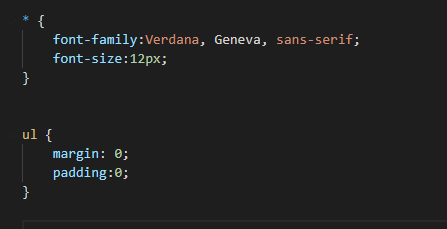 * {
font-family:Verdana, Geneva, sans-serif;
font-size:12px;
}
ul {
margin: 0;
padding:0;
}